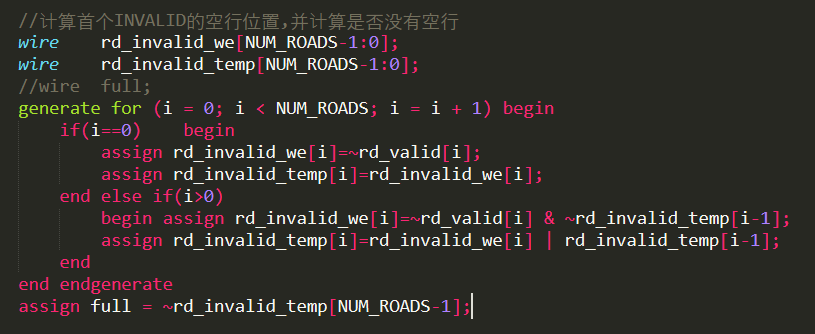 //计算首个INVALID的空行位置,并计算是否没有空行
wire    rd_invalid_we[NUM_ROADS-1:0];
wire    rd_invalid_temp[NUM_ROADS-1:0];
//wire  full;
generate for (i = 0; i < NUM_ROADS; i = i + 1) begin
    if(i==0)    begin
        assign rd_invalid_we[i]=~rd_valid[i];
        assign rd_invalid_temp[i]=rd_invalid_we[i];
    end else if(i>0)
        begin assign rd_invalid_we[i]=~rd_valid[i] & ~rd_invalid_temp[i-1];
        assign rd_invalid_temp[i]=rd_invalid_we[i] | rd_invalid_temp[i-1];
    end
end endgenerate
assign full = ~rd_invalid_temp[NUM_ROADS-1];